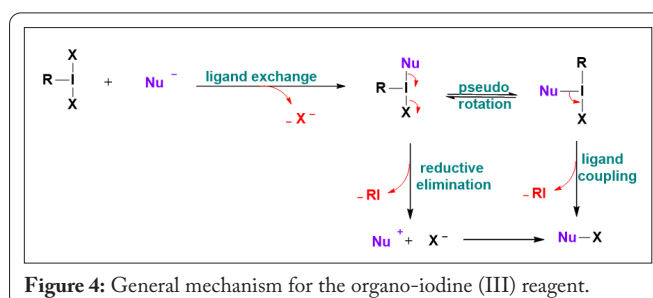 X
R I
X
+ Nu -
ligand exchange
- X -
Nu
R I
X
pseudo
rotation
R
Nu I
X
reductive
elimination
- RI
ligand
coupling
- RI
Nu + + X -
Nu X
Figure 4: General mechanism for the organo-iodine (III) reagent.